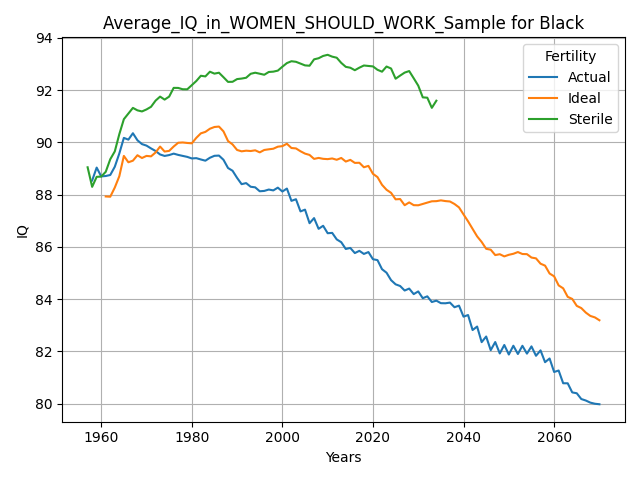 Average_IQ_in_WOMEN_SHOULD_WORK_Sample for Black
Fertility
Actual
Ideal
Sterile
IQ
94
92
90
88
86
84
82
80
1960
1980
2000
2020
2040
2060
Years